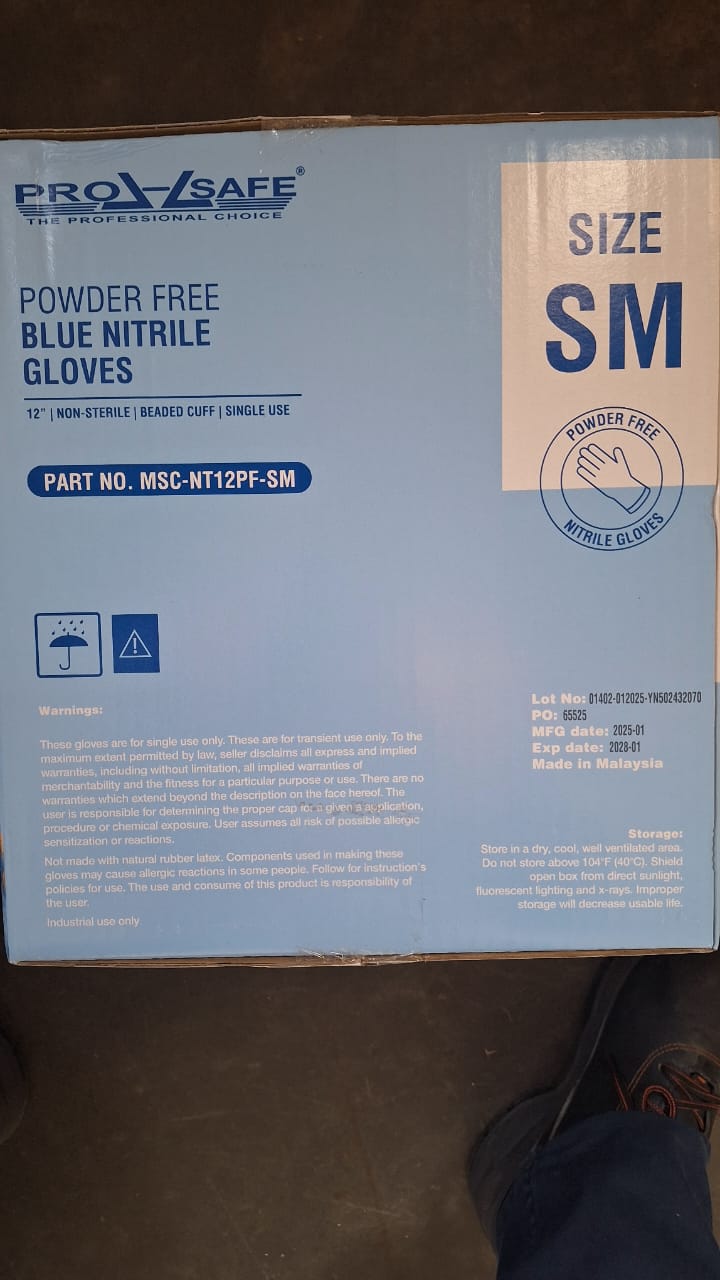 PRO-SAFE®
THE PROFESSIONAL CHOICE
SIZE
SM
POWDER FREE
BLUE NITRILE
GLOVES
12" | NON-STERILE | BEADED CUFF | SINGLE USE
PART NO. MSC-NT12PF-SM
POWDER FREE
NITRILE GLOVES
Lot No: 01402-012025-YN502432070
PO: 65525
MFG date: 2025-01
Exp date: 2028-01
Made in Malaysia
Warnings:
These gloves are for single use only. These are for transient use only. To the
maximum extent permitted by law, seller disclaims all express and implied
warranties, including without limitation, all implied warranties of
merchantability and the fitness for a particular purpose or use. There are no
warranties which extend beyond the description on the face hereof. The
user is responsible for determining the proper cap for a given application,
procedure or chemical exposure. User assumes all risk of possible allergic
sensitization or reactions.
Not made with natural rubber latex. Components used in making these
gloves may cause allergic reactions in some people. Follow for instruction's
policies for use. The use and consume of this product is responsibility of
the user.
Industrial use only
Storage:
Store in a dry, cool, well ventilated area.
Do not store above 104°F (40°C). Shield
open box from direct sunlight,
fluorescent lighting and x-rays. Improper
storage will decrease usable life.